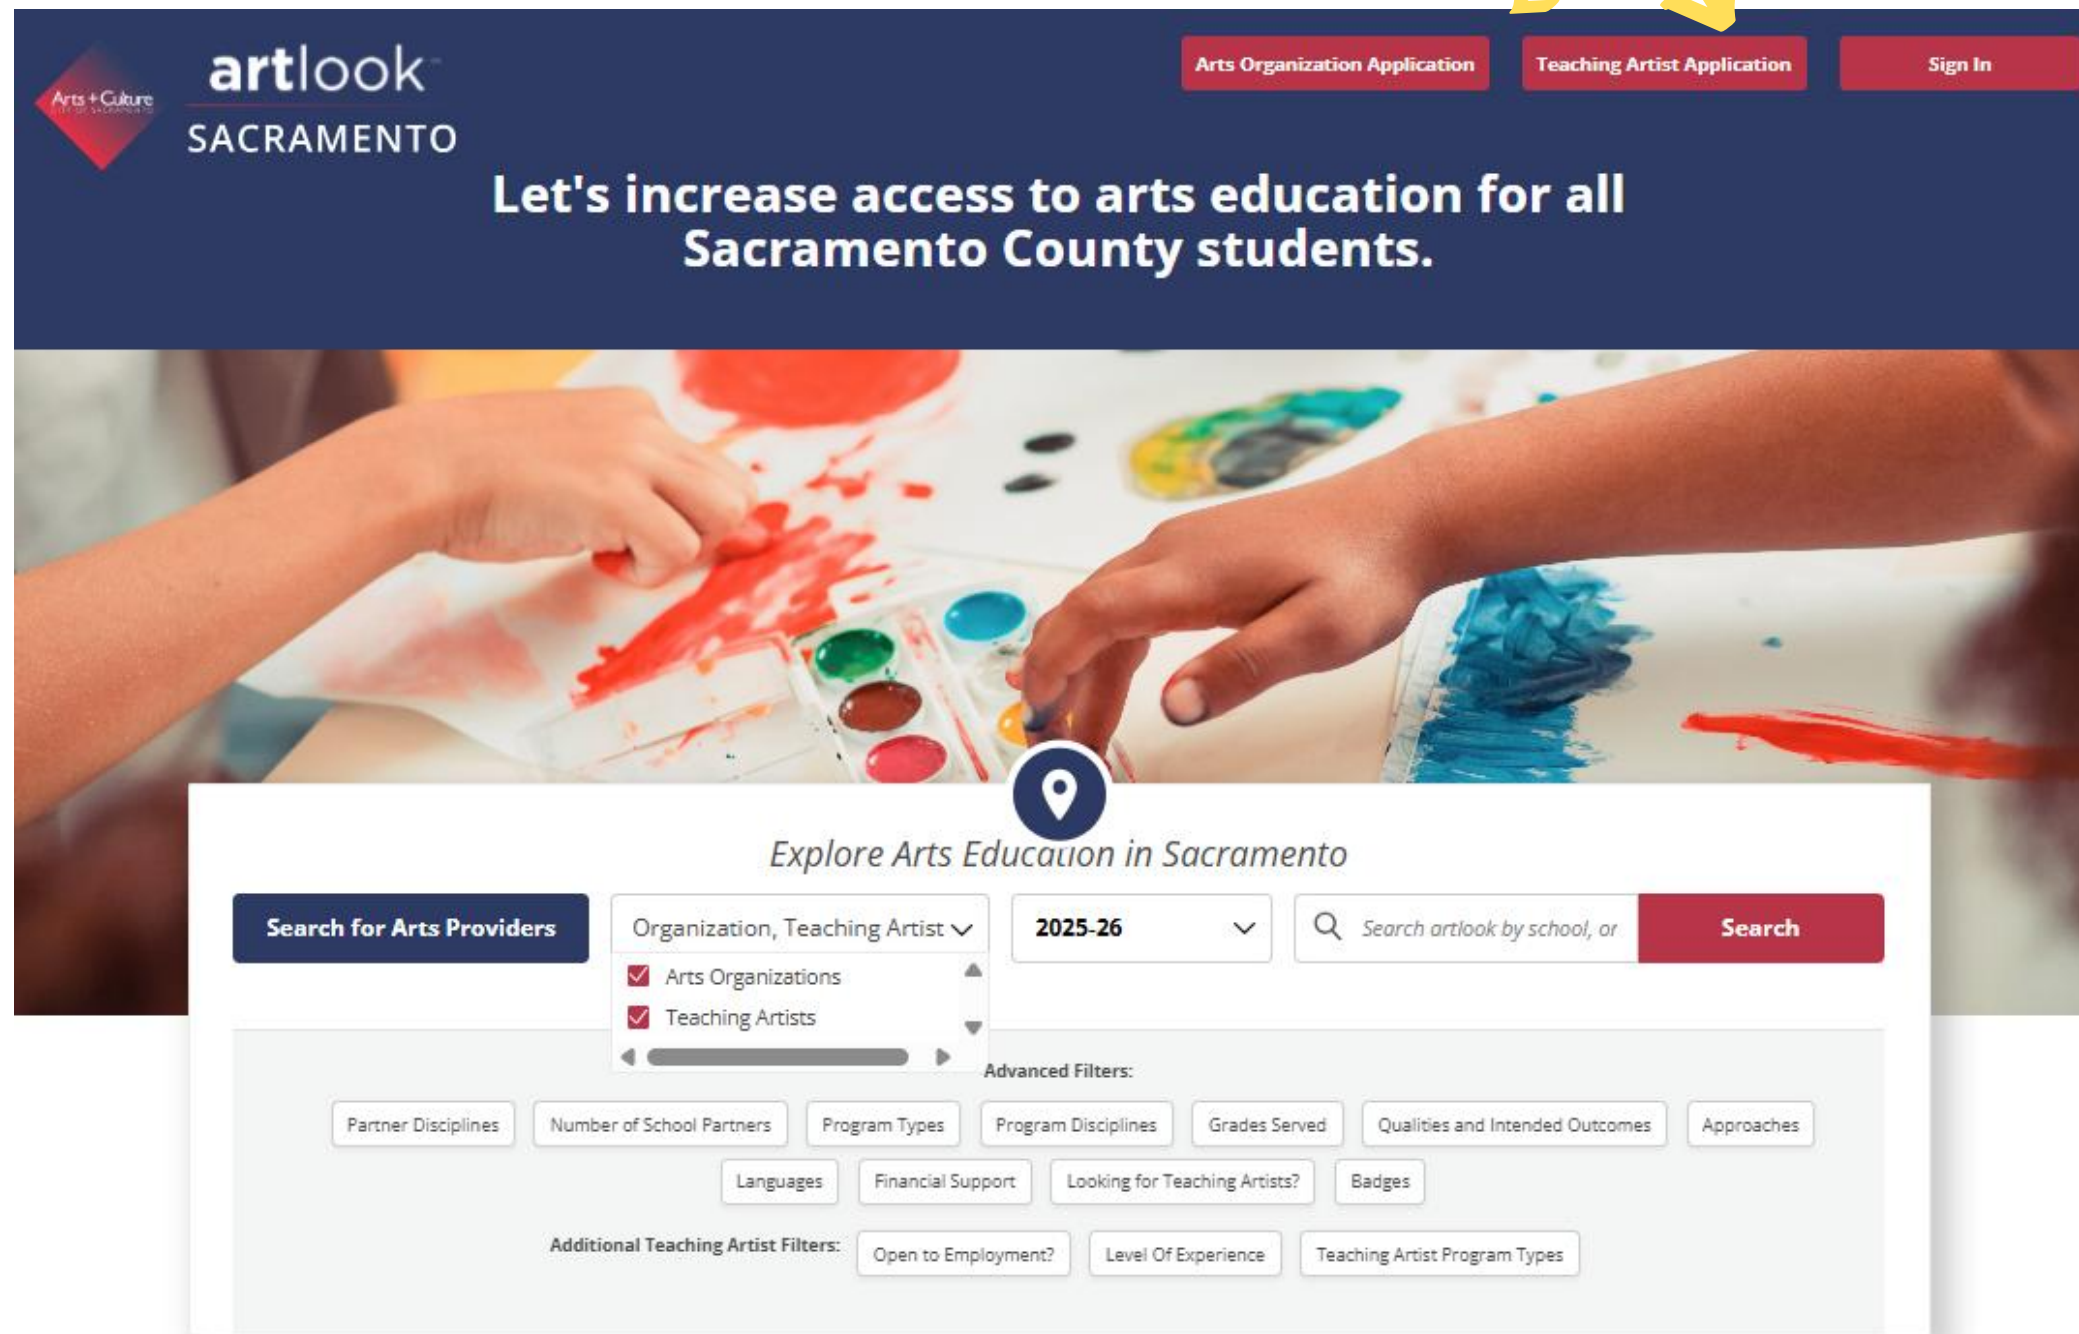 Arts + Culture
artlook
SACRAMENTO
Arts Organization Application
Teaching Artist Application
Sign In
Let's increase access to arts education for all
Sacramento County students.
Explore Arts Education in Sacramento
Search for Arts Providers
Organization, Teaching Artist
2025-26
Search artlook by school, or
Search
Arts Organizations
Teaching Artists
Advanced Filters:
Partner Disciplines
Number of School Partners
Program Types
Program Disciplines
Grades Served
Qualities and Intended Outcomes
Approaches
Languages
Financial Support
Looking for Teaching Artists?
Badges
Additional Teaching Artist Filters:
Open to Employment?
Level Of Experience
Teaching Artist Program Types